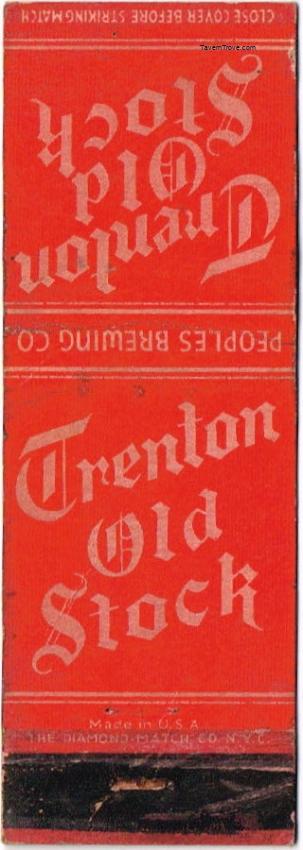 CLOSE COVER BEFORE STRIKING MATCH
TavernTrove.com
Trenton
Old
Stock
PEOPLES BREWING CO
Trenton
Old
Stock
Made in U.S.A.
THE DIAMOND MATCH CO. N.Y.C.